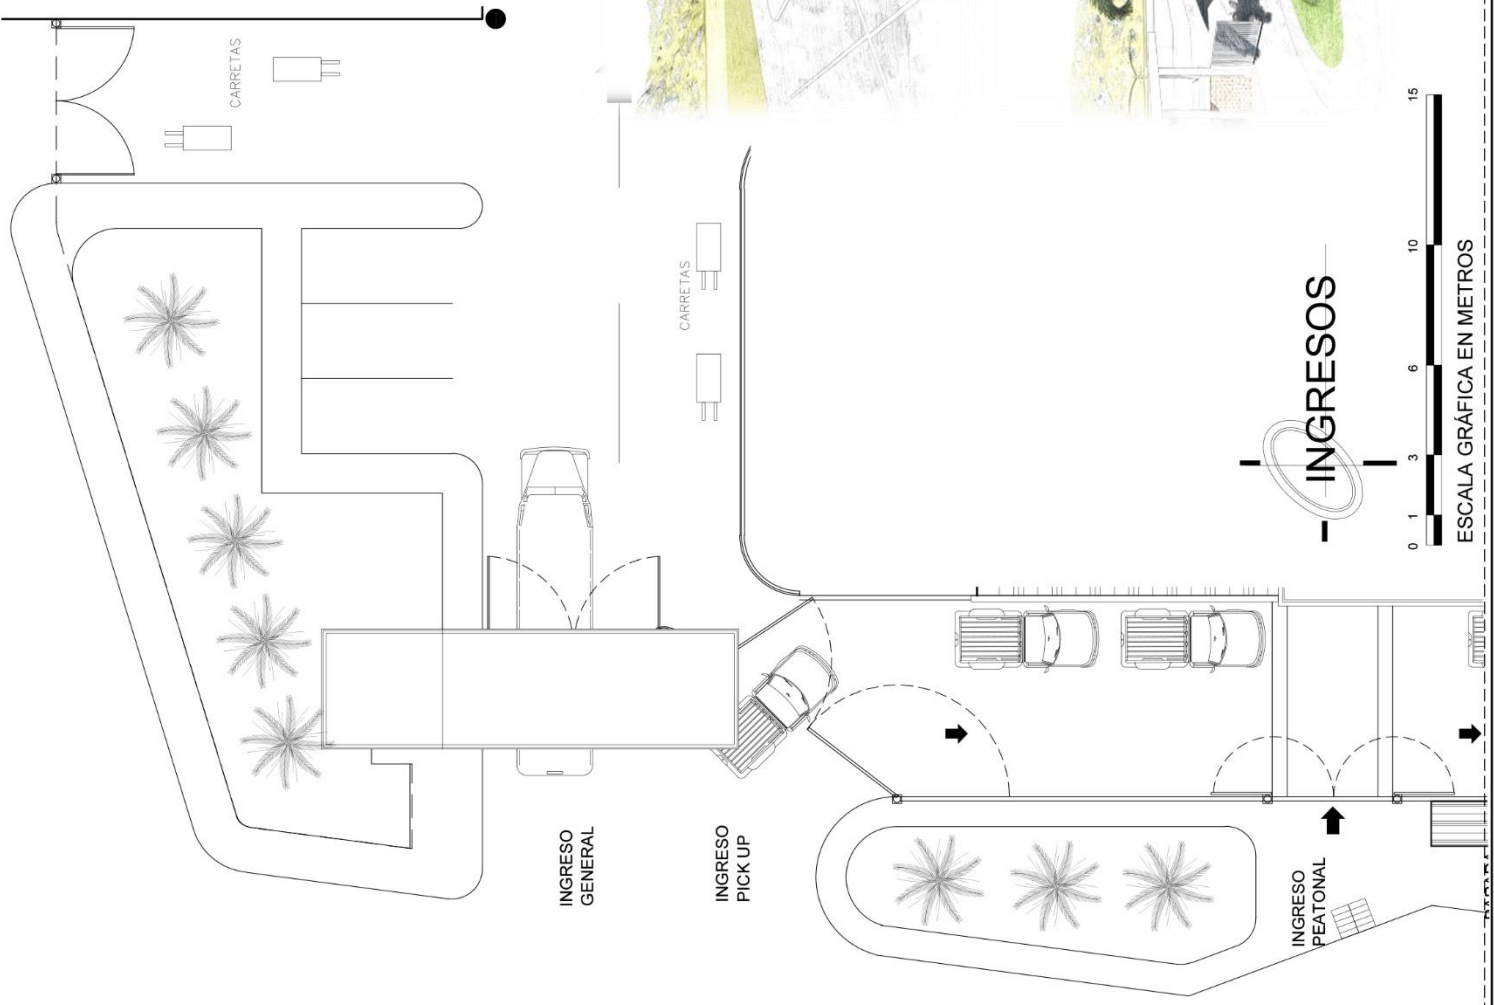 CARRETAS
CARRETAS
INGRESO
GENERAL
INGRESO
PICK UP
INGRESO
PEATONAL
INGRESOS
0 1 3 6 10 15
ESCALA GRÁFICA EN METROS